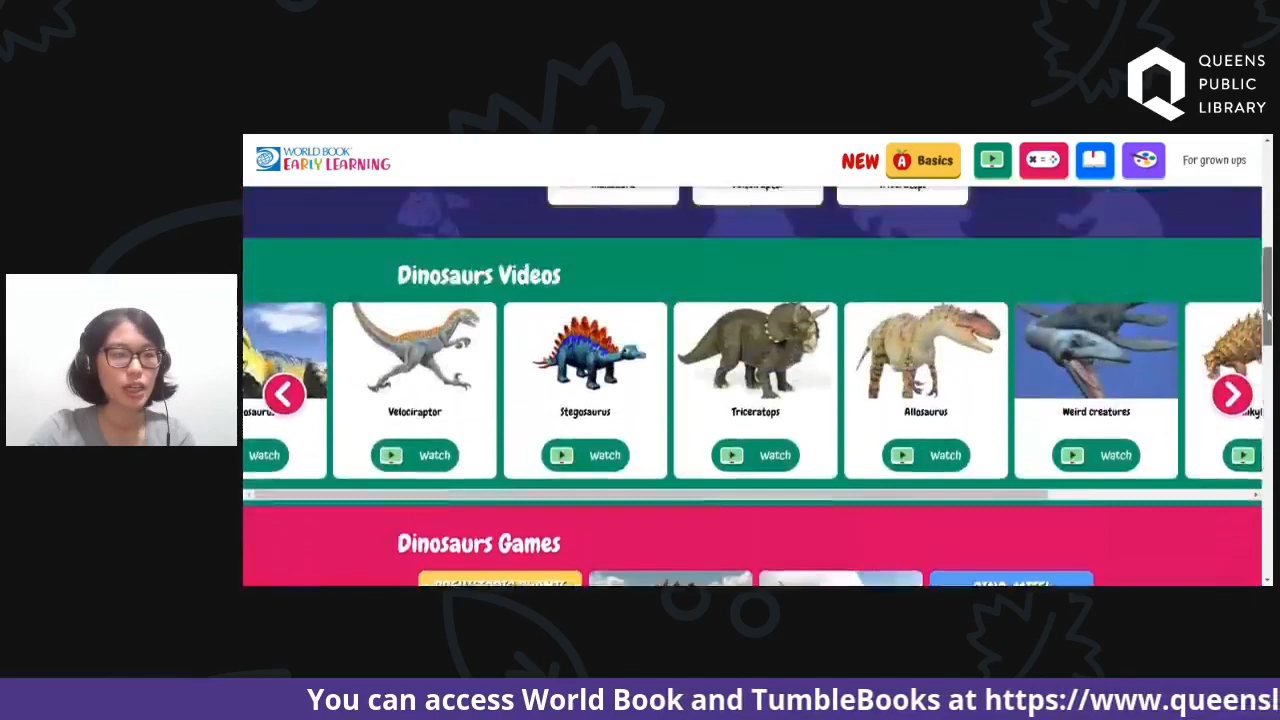 QUEENS
PUBLIC
LIBRARY
WORLD BOOK
EARLY LEARNING
NEW
A Basics
For grown ups
Velociraptor
Triceratops
Dinosaurs Videos
Velociraptor
Stegosaurus
Triceratops
Allosaurus
Weird creatures
Watch
Watch
Watch
Watch
Watch
Watch
Dinosaurs Games
You can access World Book and TumbleBooks at https://www.queensl